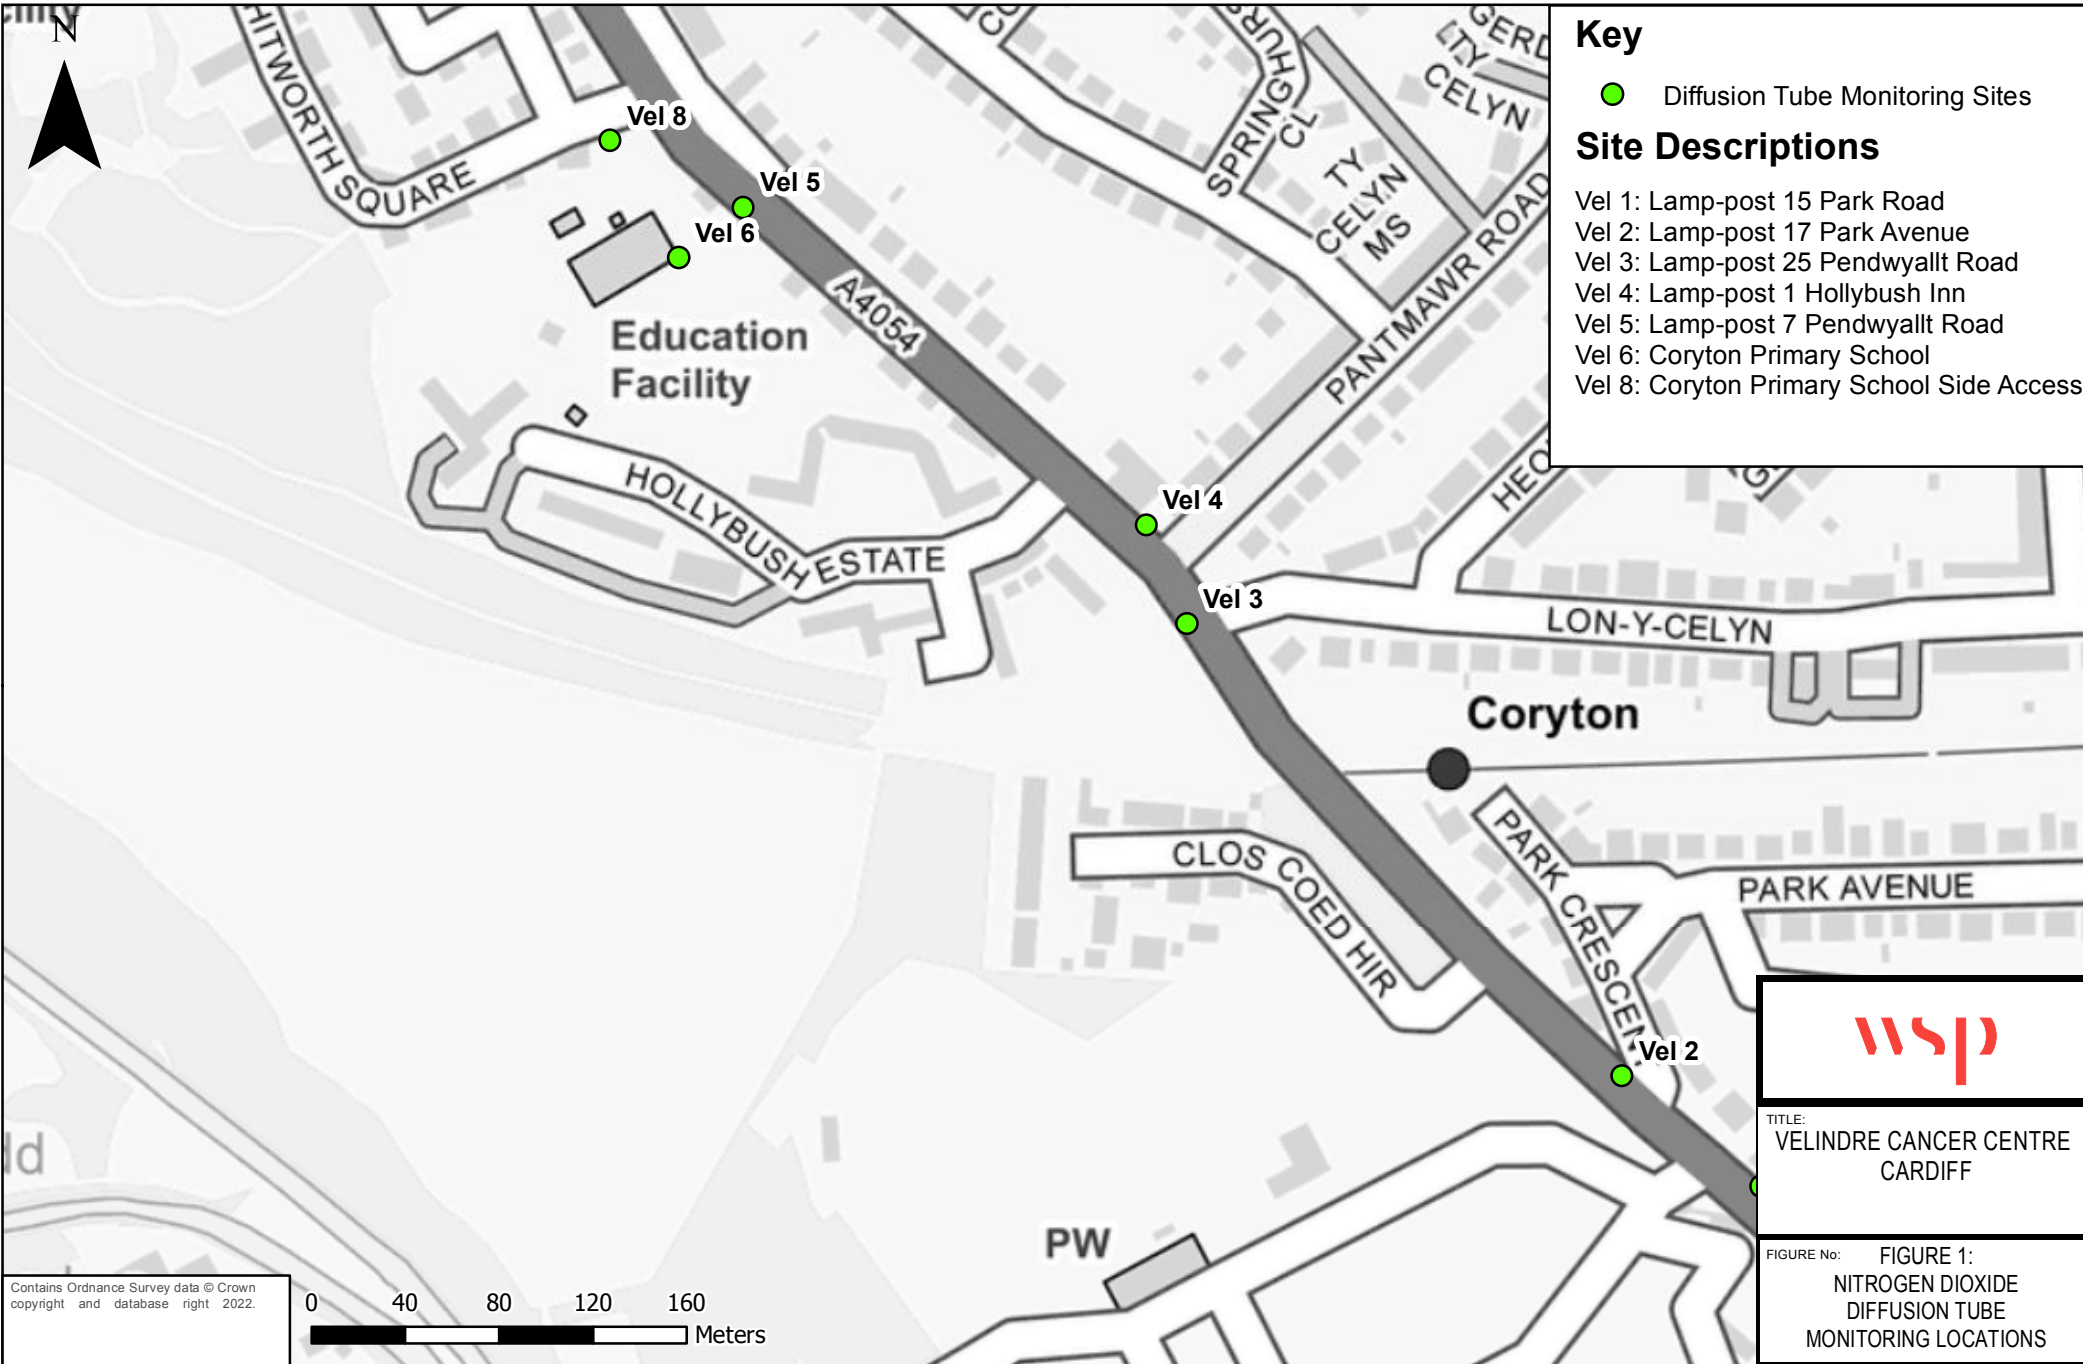 N
HITWORTH SQUARE
Vel 8
Vel 5
Vel 6
A4054
Education
Facility
SPRINGHURS
CL
TY
CELYN
MS
TY
CELYN
GERD
PANTMAWR ROAD
HOLLYBUSH ESTATE
Vel 4
Vel 3
HEO
LON-Y-CELYN
Coryton
CLOS COED HIR
PARK CRESCENT
PARK AVENUE
Vel 2
PW
dd
Key
Diffusion Tube Monitoring Sites
Site Descriptions
Vel 1: Lamp-post 15 Park Road
Vel 2: Lamp-post 17 Park Avenue
Vel 3: Lamp-post 25 Pendwyallt Road
Vel 4: Lamp-post 1 Hollybush Inn
Vel 5: Lamp-post 7 Pendwyallt Road
Vel 6: Coryton Primary School
Vel 8: Coryton Primary School Side Access
wsp
TITLE:
VELINDRE CANCER CENTRE
CARDIFF
FIGURE No: FIGURE 1:
NITROGEN DIOXIDE
DIFFUSION TUBE
MONITORING LOCATIONS
Contains Ordnance Survey data © Crown
copyright and database right 2022.
0 40 80 120 160
Meters